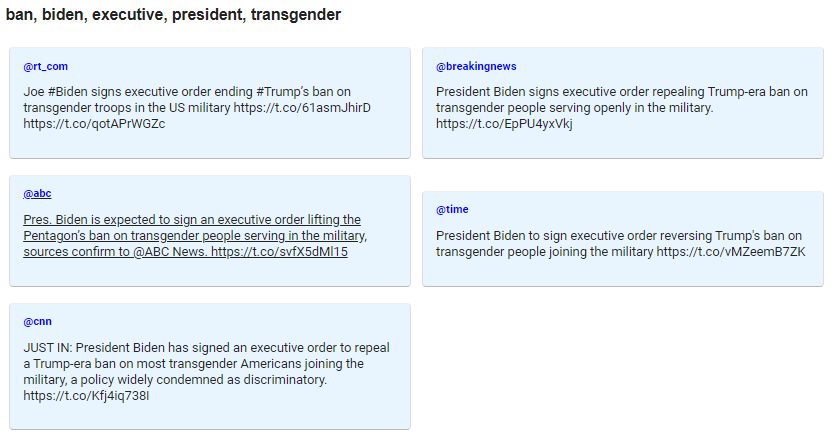 ban, biden, executive, president, transgender
@rt_com
Joe #Biden signs executive order ending #Trump's ban on
transgender troops in the US military https://t.co/61asmJhirD
https://t.co/qotAPrWGZc
@breakingnews
President Biden signs executive order repealing Trump-era ban on
transgender people serving openly in the military.
https://t.co/EpPU4yxVkj
@abc
Pres. Biden is expected to sign an executive order lifting the
Pentagon's ban on transgender people serving in the military,
sources confirm to @ABC News. https://t.co/svfX5dMl15
@time
President Biden to sign executive order reversing Trump's ban on
transgender people joining the military https://t.co/vMZeemB7ZK
@cnn
JUST IN: President Biden has signed an executive order to repeal
a Trump-era ban on most transgender Americans joining the
military, a policy widely condemned as discriminatory.
https://t.co/Kfj4iq738I